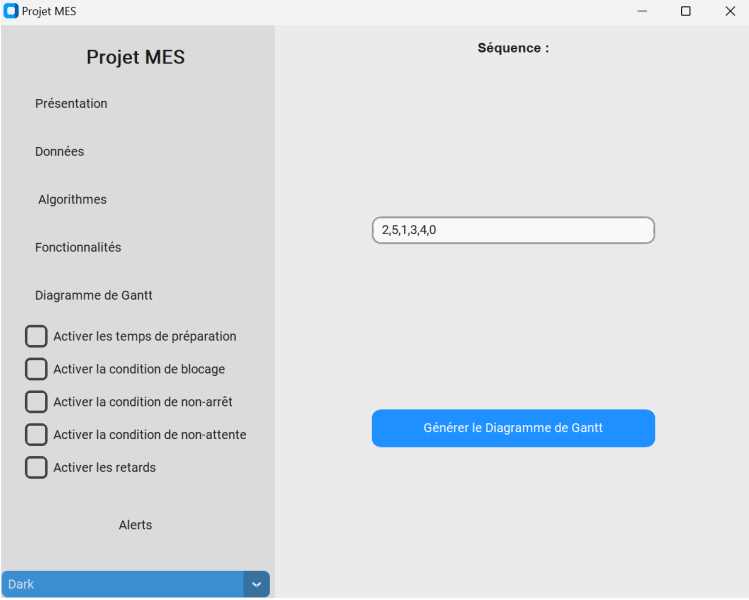 Projet MES
Projet MES
Présentation
Données
Algorithmes
Fonctionnalités
Diagramme de Gantt
Activer les temps de préparation
Activer la condition de blocage
Activer la condition de non-arrêt
Activer la condition de non-attente
Activer les retards
Alerts
Dark
Séquence :
2,5,1,3,4,0
Générer le Diagramme de Gantt